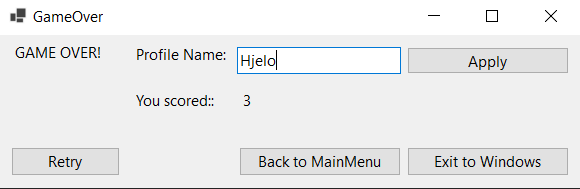 GameOver
GAME OVER!
Profile Name: Hjelo Apply
You scored:: 3
Retry Back to MainMenu Exit to Windows